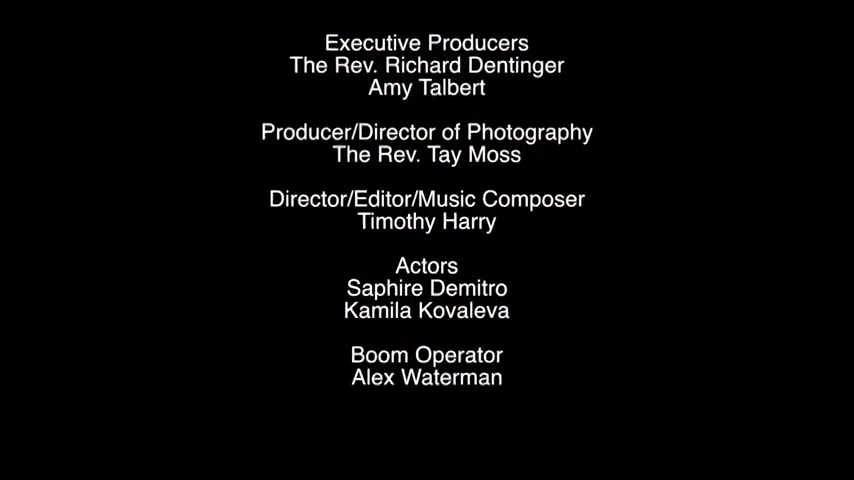 Executive Producers
The Rev. Richard Dentinger
Amy Talbert
Producer/Director of Photography
The Rev. Tay Moss
Director/Editor/Music Composer
Timothy Harry
Actors
Saphire Demitro
Kamila Kovaleva
Boom Operator
Alex Waterman